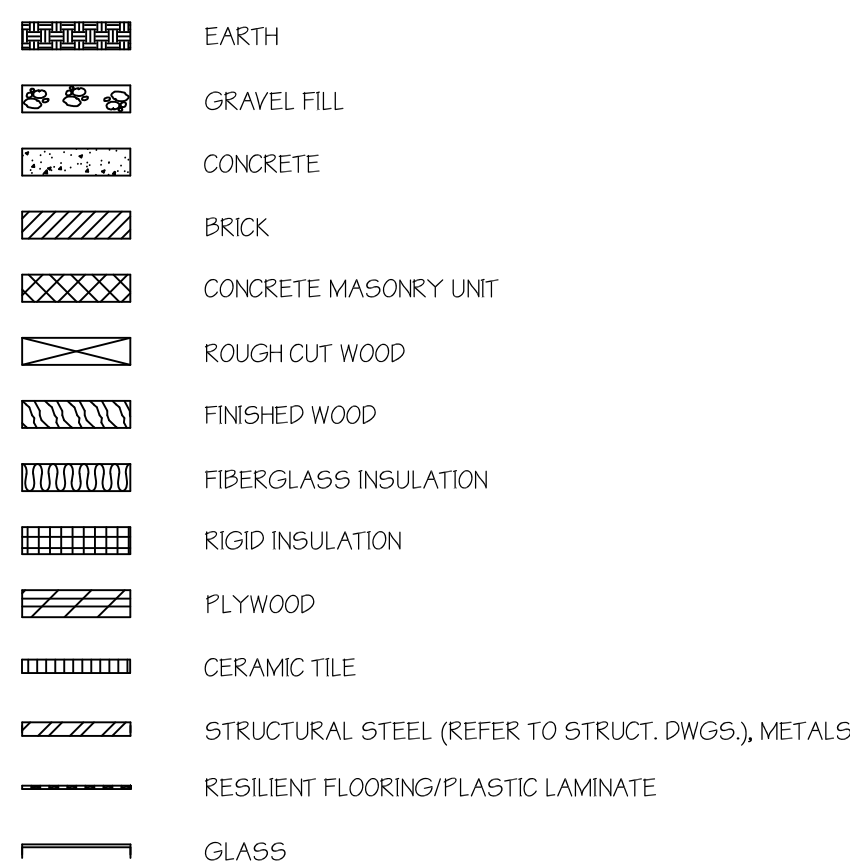 EARTH
GRAVEL FILL
CONCRETE
BRICK
CONCRETE MASONRY UNIT
ROUGH CUT WOOD
FINISHED WOOD
FIBERGLASS INSULATION
RIGID INSULATION
PLYWOOD
CERAMIC TILE
STRUCTURAL STEEL (REFER TO STRUCT. DWGS.), METALS
RESILIENT FLOORING/PLASTIC LAMINATE
GLASS